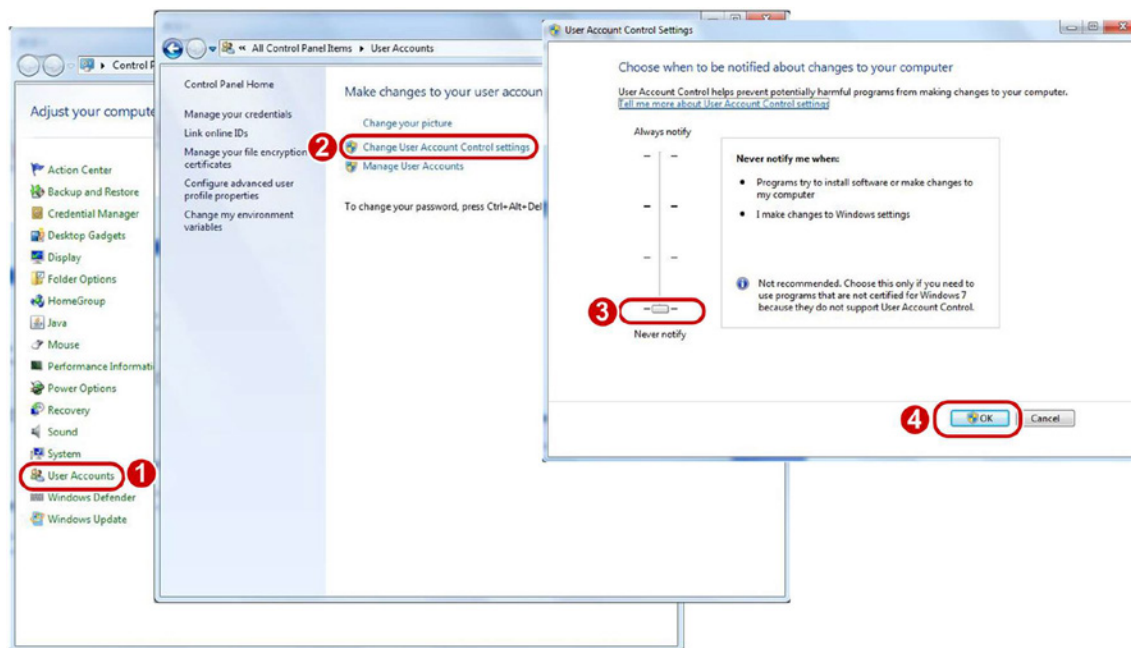 Control P
Adjust your compute
Action Center
Backup and Restore
Credential Manager
Desktop Gadgets
Display
Folder Options
HomeGroup
Java
Mouse
Performance Informati
Power Options
Recovery
Sound
System
User Accounts
1
Windows Defender
Windows Update
« All Control Panel Items ▸ User Accounts
Control Panel Home
Manage your credentials
Link online IDs
Manage your file encryption
certificates
Configure advanced user
profile properties
Change my environment
variables
Make changes to your user accoun
Change your picture
2
Change User Account Control settings
Manage User Accounts
To change your password, press Ctrl+Alt+Del
User Account Control Settings
Choose when to be notified about changes to your computer
User Account Control helps prevent potentially harmful programs from making changes to your computer.
Tell me more about User Account Control settings
Always notify
3
Never notify
Never notify me when:
• Programs try to install software or make changes to
my computer
• I make changes to Windows settings
Not recommended. Choose this only if you need to
use programs that are not certified for Windows 7
because they do not support User Account Control.
4
OK
Cancel